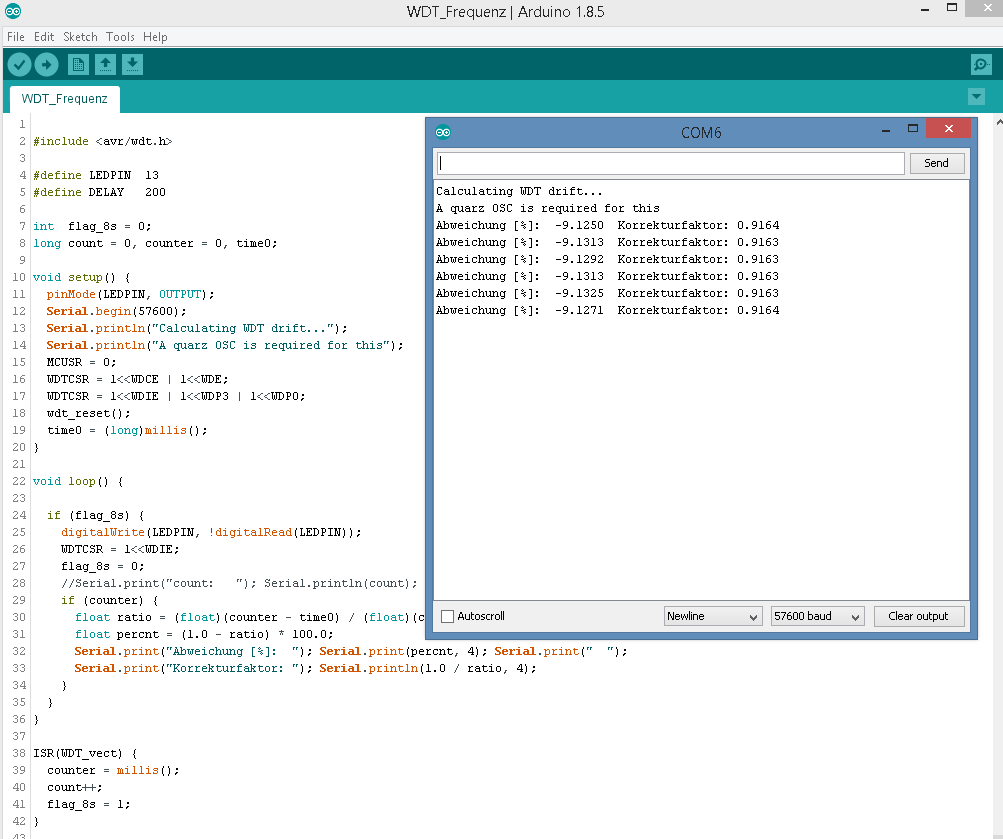 WDT_Frequenz | Arduino 1.8.5
File Edit Sketch Tools Help
WDT_Frequenz
1
2 #include <avr/wdt.h>
3
4 #define LEDPIN  13
5 #define DELAY   200
6
7 int  flag_8s = 0;
8 long count = 0, counter = 0, time0;
9
10 void setup() {
11   pinMode(LEDPIN, OUTPUT);
12   Serial.begin(57600);
13   Serial.println("Calculating WDT drift...");
14   Serial.println("A quarz OSC is required for this");
15   MCUSR = 0;
16   WDTCSR = 1<<WDCE | 1<<WDE;
17   WDTCSR = 1<<WDIE | 1<<WDP3 | 1<<WDP0;
18   wdt_reset();
19   time0 = (long)millis();
20 }
21
22 void loop() {
23
24   if (flag_8s) {
25     digitalWrite(LEDPIN, !digitalRead(LEDPIN));
26     WDTCSR = 1<<WDIE;
27     flag_8s = 0;
28     //Serial.print("count:   "); Serial.println(count);
29     if (counter) {
30       float ratio = (float)(counter - time0) / (float)(c
31       float percnt = (1.0 - ratio) * 100.0;
32       Serial.print("Abweichung [%]:  "); Serial.print(percnt, 4); Serial.print("  ");
33       Serial.print("Korrekturfaktor: "); Serial.println(1.0 / ratio, 4);
34     }
35   }
36 }
37
38 ISR(WDT_vect) {
39   counter = millis();
40   count++;
41   flag_8s = 1;
42 }
43
COM6
Send
Calculating WDT drift...
A quarz OSC is required for this
Abweichung [%]:  -9.1250  Korrekturfaktor: 0.9164
Abweichung [%]:  -9.1313  Korrekturfaktor: 0.9163
Abweichung [%]:  -9.1292  Korrekturfaktor: 0.9163
Abweichung [%]:  -9.1313  Korrekturfaktor: 0.9163
Abweichung [%]:  -9.1325  Korrekturfaktor: 0.9163
Abweichung [%]:  -9.1271  Korrekturfaktor: 0.9164
Autoscroll Newline 57600 baud Clear output